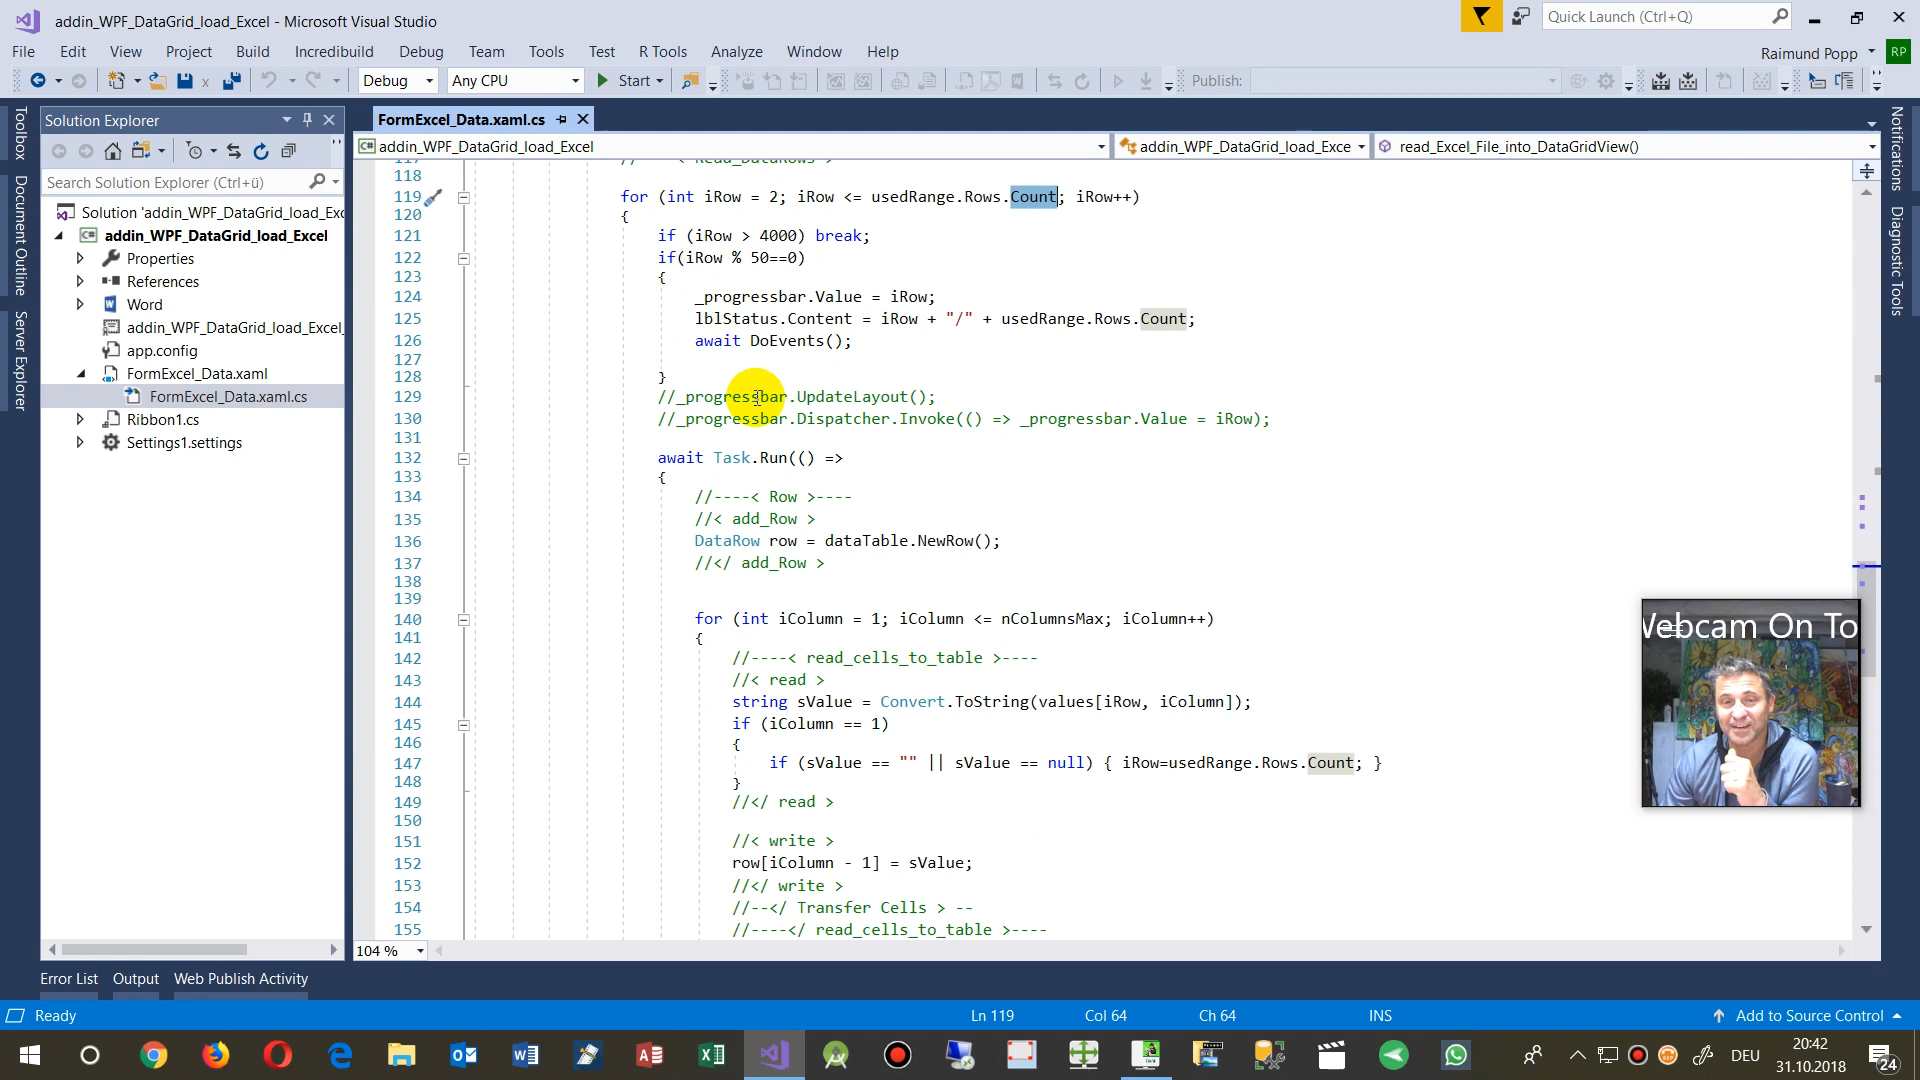 addin_WPF_DataGrid_load_Excel - Microsoft Visual Studio
Quick Launch (Ctrl+Q)
File Edit View Project Build Incredibuild Debug Team Tools Test R Tools Analyze Window Help
Raimund Popp RP
Debug Any CPU Start Publish:
Toolbox
Document Outline
Server Explorer
Solution Explorer
Search Solution Explorer (Ctrl+ü)
Solution 'addin_WPF_DataGrid_load_Exc
addin_WPF_DataGrid_load_Excel
Properties
References
Word
addin_WPF_DataGrid_load_Excel_
app.config
FormExcel_Data.xaml
FormExcel_Data.xaml.cs
Ribbon1.cs
Settings1.settings
FormExcel_Data.xaml.cs
addin_WPF_DataGrid_load_Excel addin_WPF_DataGrid_load_Exce read_Excel_File_into_DataGridView()
Notifications
Diagnostic Tools
118
119 for (int iRow = 2; iRow <= usedRange.Rows.Count; iRow++)
120 {
121 if (iRow > 4000) break;
122 if(iRow % 50==0)
123 {
124 _progressbar.Value = iRow;
125 lblStatus.Content = iRow + "/" + usedRange.Rows.Count;
126 await DoEvents();
127
128 }
129 //_progressbar.UpdateLayout();
130 //_progressbar.Dispatcher.Invoke(() => _progressbar.Value = iRow);
131
132 await Task.Run(() =>
133 {
134 //----< Row >----
135 //< add_Row >
136 DataRow row = dataTable.NewRow();
137 //</ add_Row >
138
139
140 for (int iColumn = 1; iColumn <= nColumnsMax; iColumn++)
141 {
142 //----< read_cells_to_table >----
143 //< read >
144 string sValue = Convert.ToString(values[iRow, iColumn]);
145 if (iColumn == 1)
146 {
147 if (sValue == "" || sValue == null) { iRow=usedRange.Rows.Count; }
148 }
149 //</ read >
150
151 //< write >
152 row[iColumn - 1] = sValue;
153 //</ write >
154 //--</ Transfer Cells > --
155 //----</ read_cells_to_table >----
Webcam On To
104 %
Error List Output Web Publish Activity
Ready Ln 119 Col 64 Ch 64 INS Add to Source Control
DEU
20:42
31.10.2018
24